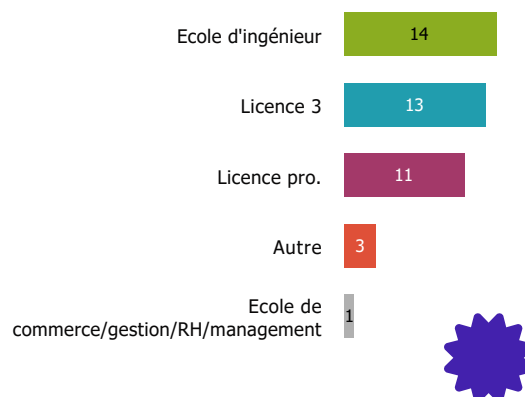 Ecole d'ingénieur 14
Licence 3 13
Licence pro. 11
Autre 3
Ecole de
commerce/gestion/RH/management 1